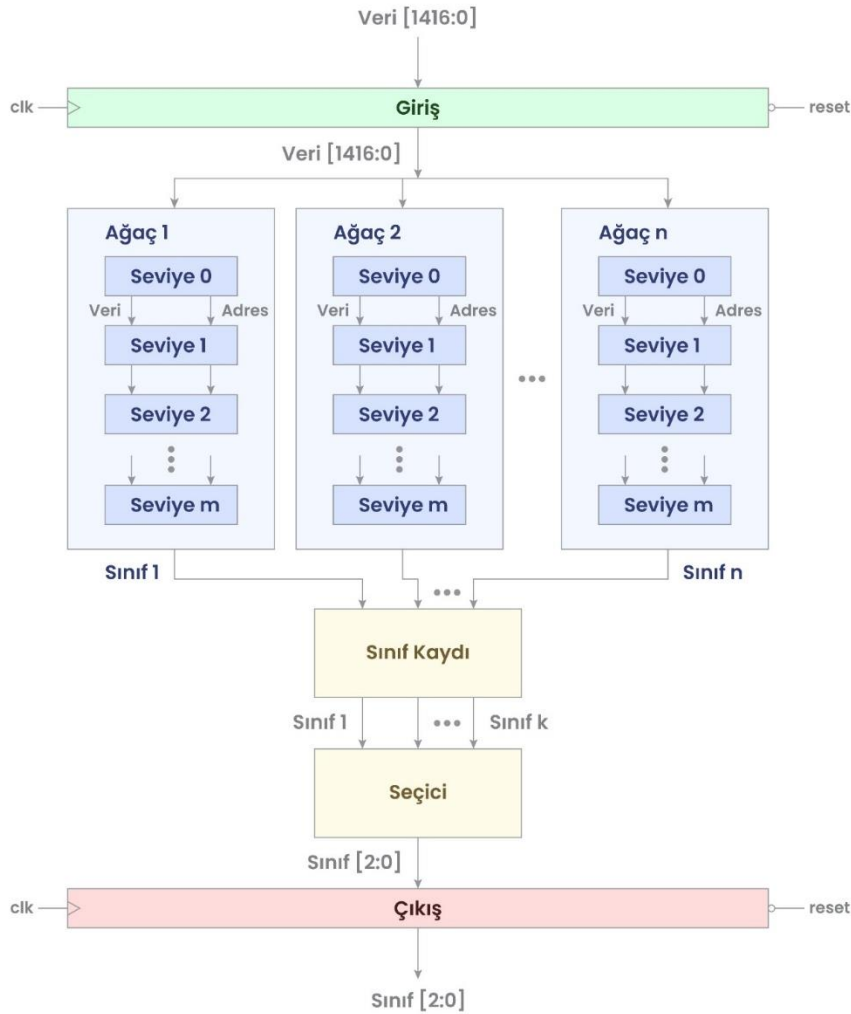 Veri [1416:0]
clk Giriş reset
Veri [1416:0]
Ağaç 1 Ağaç 2 Ağaç n
Seviye 0 Seviye 0 Seviye 0
Veri Adres Veri Adres Veri Adres
Seviye 1 Seviye 1 Seviye 1
•••
Seviye 2 Seviye 2 Seviye 2
Seviye m Seviye m Seviye m
Sınıf 1 ••• Sınıf n
Sınıf Kaydı
Sınıf 1 ••• Sınıf k
Seçici
Sınıf [2:0]
clk Çıkış reset
Sınıf [2:0]